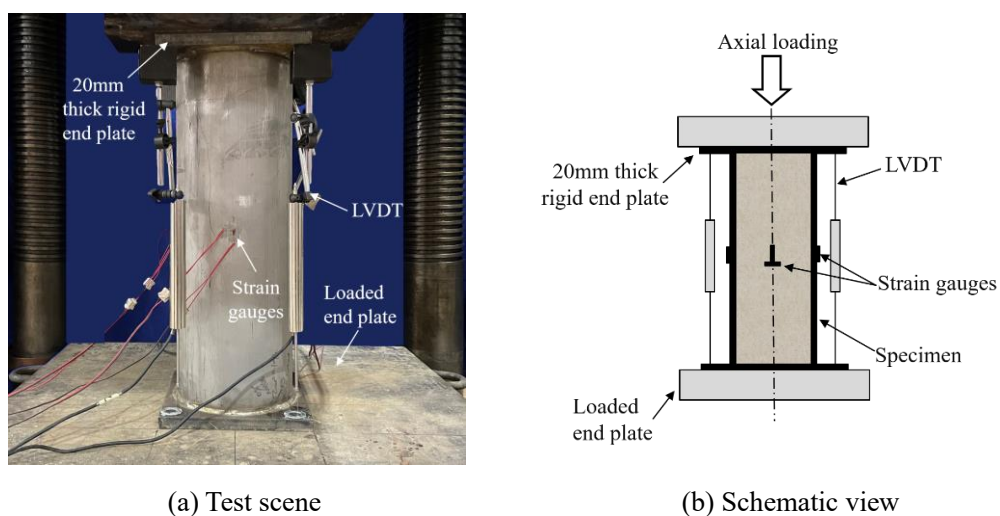 20mm
thick rigid
end plate
LVDT
Strain
gauges
Loaded
end plate
(a) Test scene
Axial loading
20mm thick
rigid end plate
LVDT
Strain gauges
Specimen
Loaded
end plate
(b) Schematic view